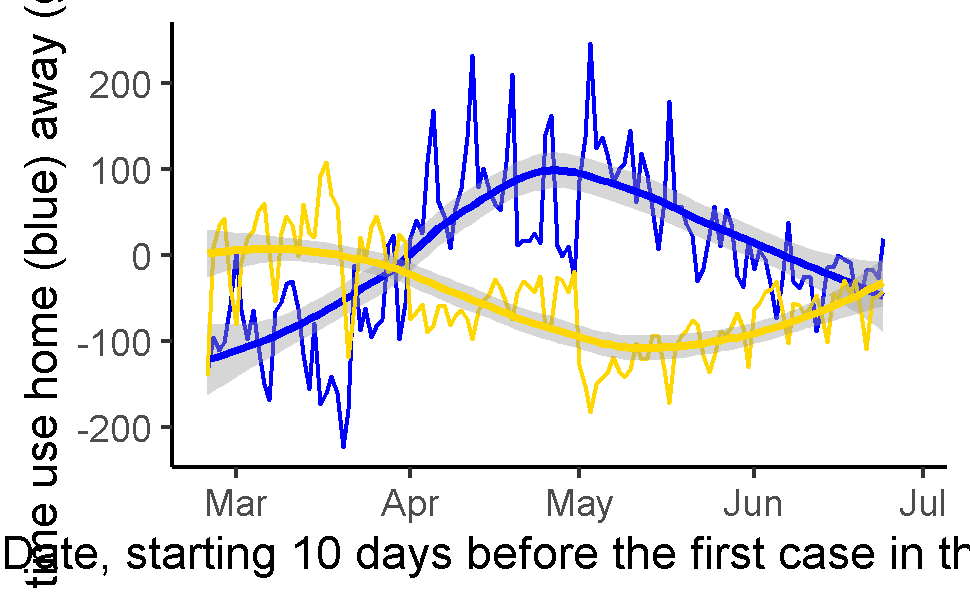 time use home (blue) away (
200
100
0
-100
-200
Mar Apr May Jun Jul
Date, starting 10 days before the first case in th